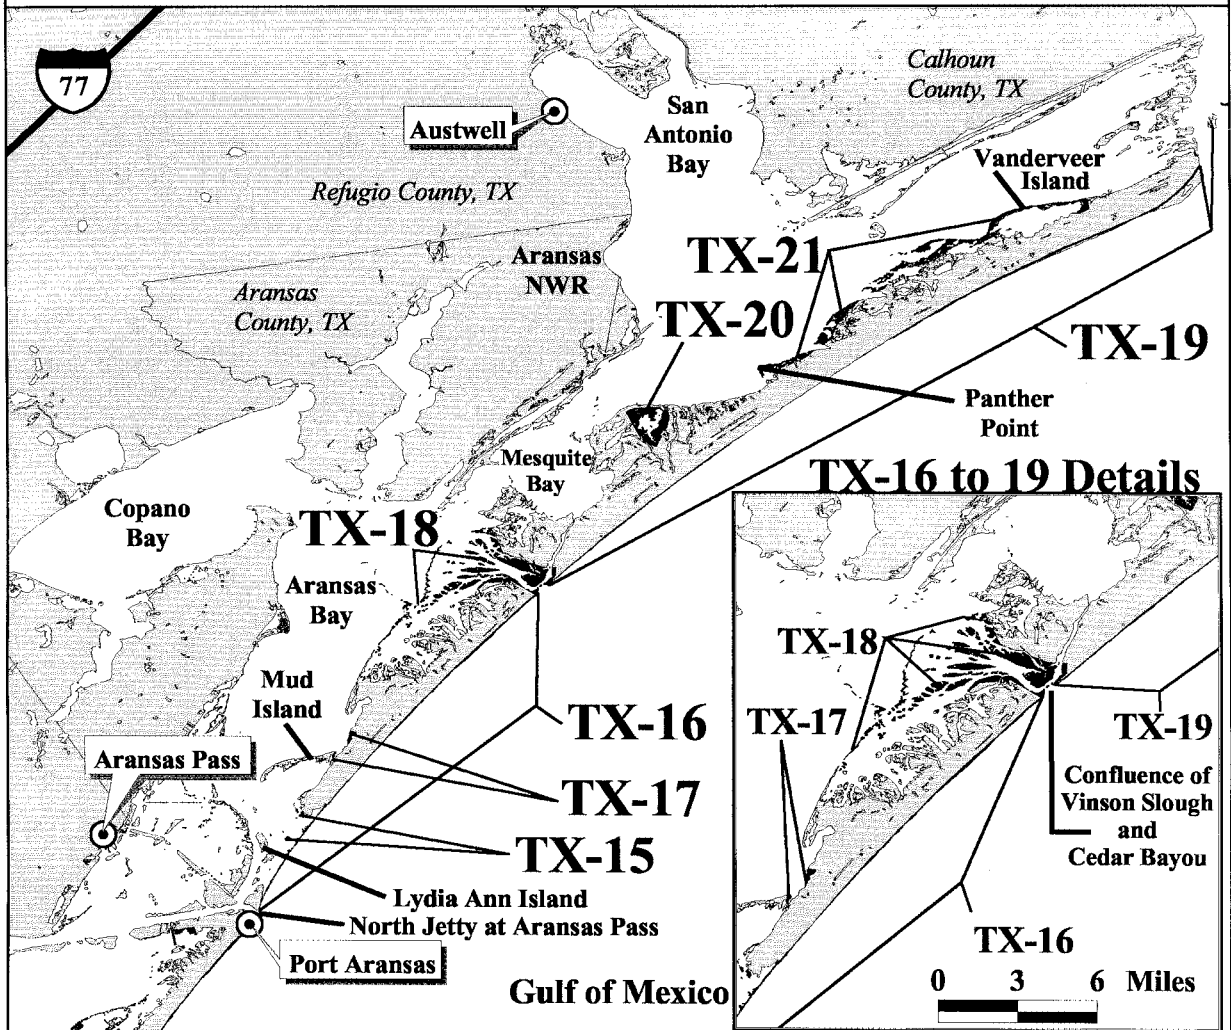 77
Calhoun
County, TX
San
Antonio
Bay
Austwell
Vanderveer
Island
Refugio County, TX
TX-21
Aransas
NWR
Aransas
County, TX
TX-20
TX-19
Panther
Point
Mesquite
Bay
TX-16 to 19 Details
Copano
Bay
TX-18
Aransas
Bay
Mud
Island
TX-16
Aransas Pass
TX-17
TX-15
Lydia Ann Island
North Jetty at Aransas Pass
Port Aransas
Gulf of Mexico
TX-18
TX-17
TX-19
Confluence of
Vinson Slough
and
Cedar Bayou
TX-16
0 3 6 Miles